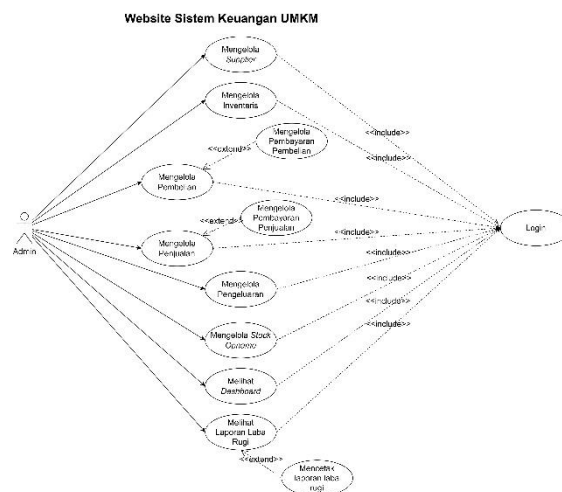 Website Sistem Keuangan UMKM
Mengelola
Supplier
Mengelola
Inventaris
<<include>>
<<include>>
Mengelola
Pembayaran
Pembelian
<<extend>>
Mengelola
Pembelian
<<include>>
Mengelola
Pembayaran
Penjualan
<<extend>>
Mengelola
Penjualan
<<include>>
Admin
Login
<<include>>
Mengelola
Pengeluaran
<<include>>
<<include>>
<<include>>
Mengelola Stock
Opname
Melihat
Dashboard
Melihat
Laporan Laba
Rugi
<<extend>>
Mencetak
laporan laba
rugi